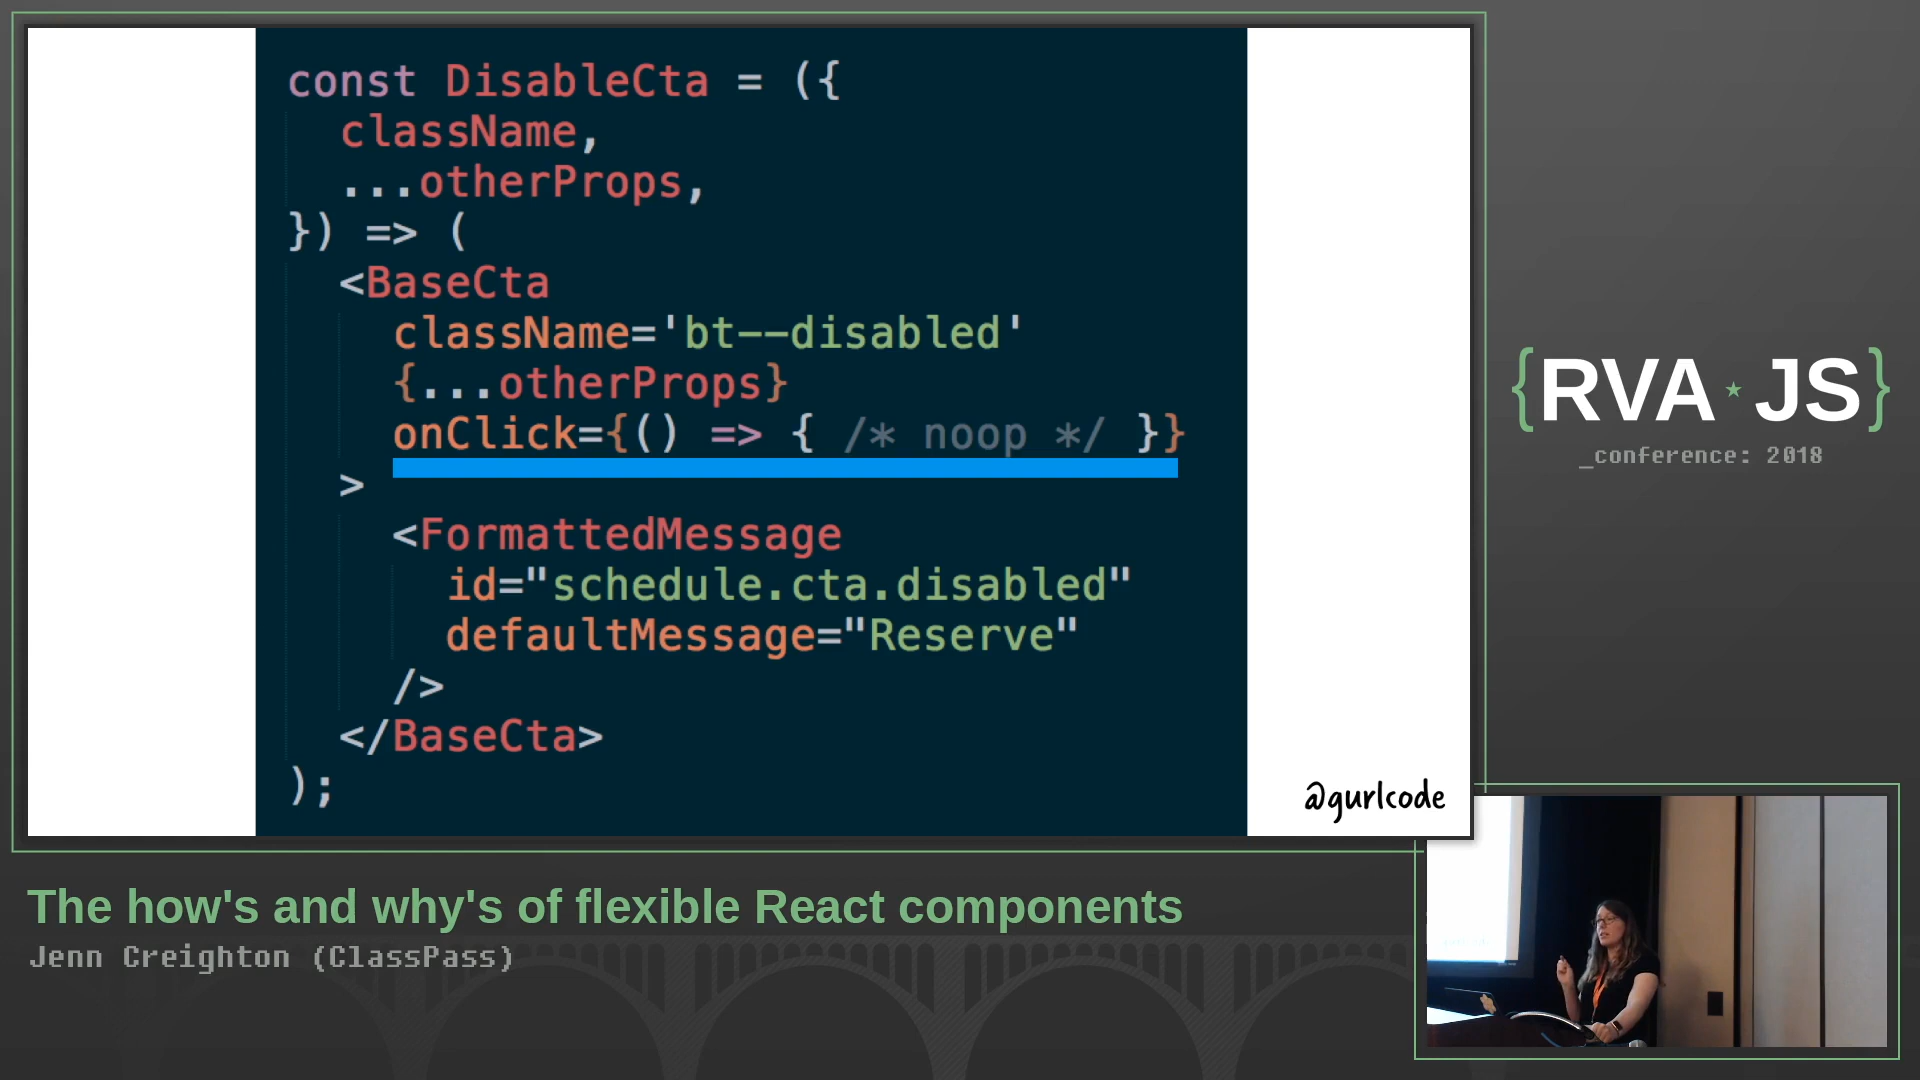 const DisableCta = ({
className,
...otherProps,
}) => (
<BaseCta
className='bt--disabled'
{...otherProps}
onClick={() => { /* noop */ }}
>
<FormattedMessage
id="schedule.cta.disabled"
defaultMessage="Reserve"
/>
</BaseCta>
);
@gurlcode
{RVA★JS}
_conference: 2018
The how's and why's of flexible React components
Jenn Creighton (ClassPass)